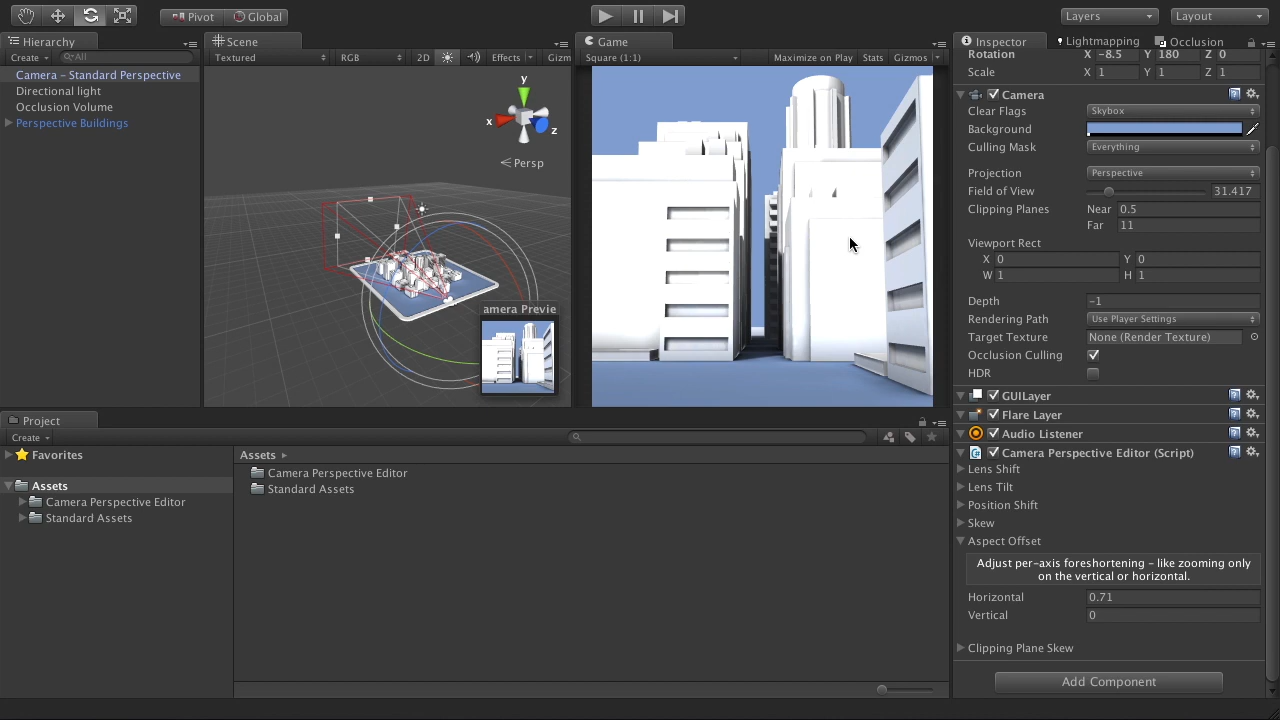 Pivot Global Layers Layout
Hierarchy
Create All
Camera – Standard Perspective
Directional light
Occlusion Volume
Perspective Buildings
Scene
Textured RGB 2D Effects Gizm
y
x
z
Persp
amera Previe
Game
Square (1:1) Maximize on Play Stats Gizmos
Inspector Lightmapping Occlusion
Rotation X -8.5 Y 180 Z 0
Scale X 1 Y 1 Z 1
Camera
Clear Flags Skybox
Background
Culling Mask Everything
Projection Perspective
Field of View 31.417
Clipping Planes Near 0.5
Far 11
Viewport Rect
X 0 Y 0
W 1 H 1
Depth -1
Rendering Path Use Player Settings
Target Texture None (Render Texture)
Occlusion Culling
HDR
GUILayer
Flare Layer
Audio Listener
Camera Perspective Editor (Script)
Lens Shift
Lens Tilt
Position Shift
Skew
Aspect Offset
Adjust per-axis foreshortening – like zooming only
on the vertical or horizontal.
Horizontal 0.71
Vertical 0
Clipping Plane Skew
Add Component
Project
Create
Favorites
Assets
Camera Perspective Editor
Standard Assets
Assets
Camera Perspective Editor
Standard Assets